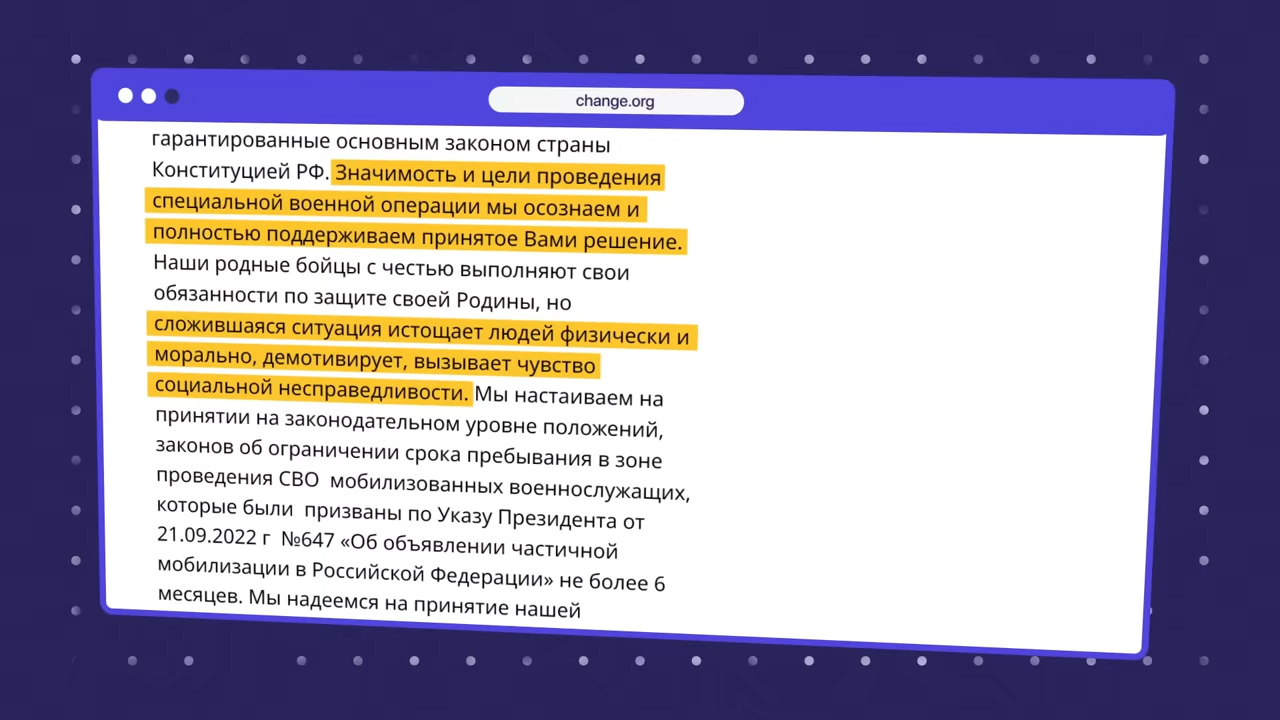 change.org
гарантированные основным законом страны
Конституцией РФ. Значимость и цели проведения
специальной военной операции мы осознаем и
полностью поддерживаем принятое Вами решение.
Наши родные бойцы с честью выполняют свои
обязанности по защите своей Родины, но
сложившаяся ситуация истощает людей физически и
морально, демотивирует, вызывает чувство
социальной несправедливости. Мы настаиваем на
принятии на законодательном уровне положений,
законов об ограничении срока пребывания в зоне
проведения СВО  мобилизованных военнослужащих,
которые были  призваны по Указу Президента от
21.09.2022 г  №647 «Об объявлении частичной
мобилизации в Российской Федерации» не более 6
месяцев. Мы надеемся на принятие нашей